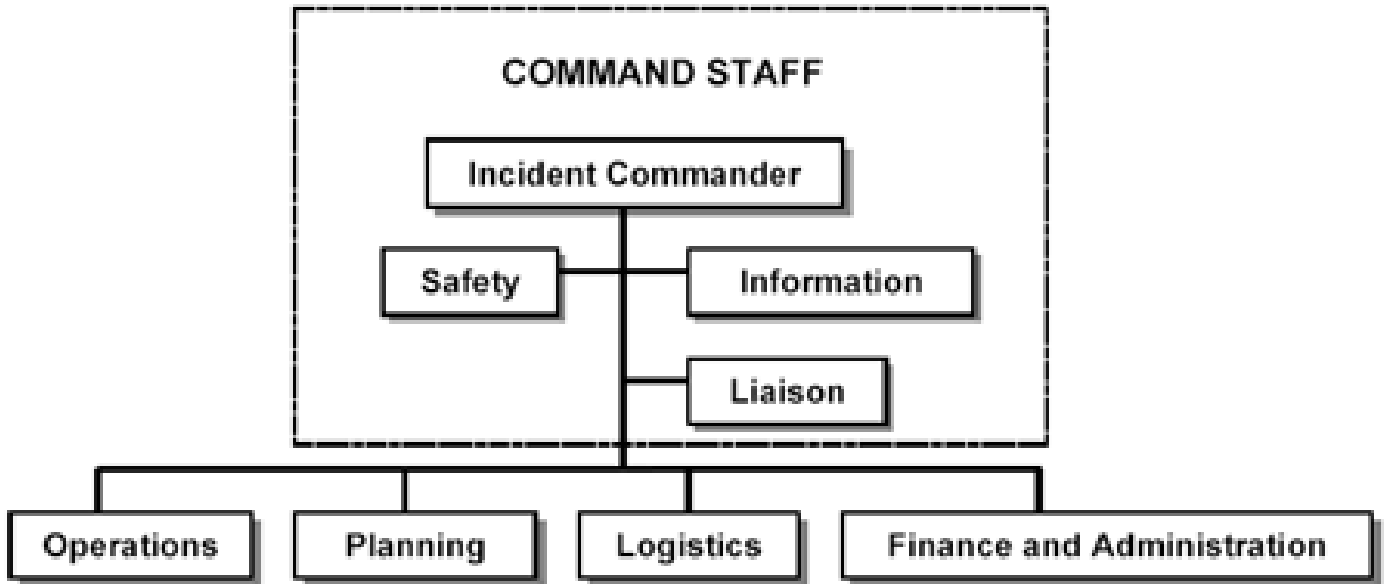 COMMAND STAFF
Incident Commander
Safety
Information
Liaison
Operations
Planning
Logistics
Finance and Administration